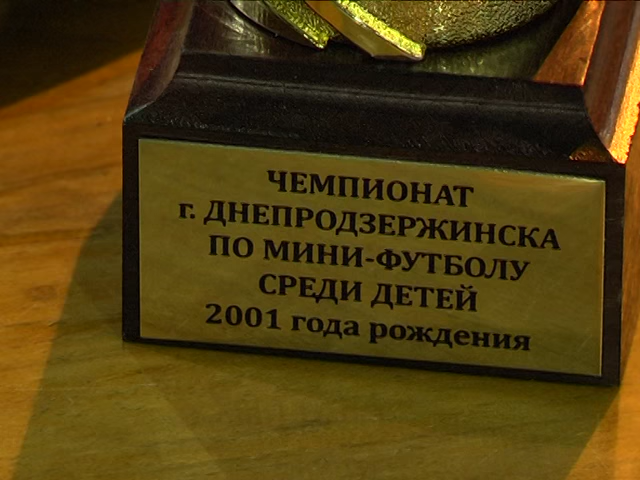 ЧЕМПИОНАТ
г. ДНЕПРОДЗЕРЖИНСКА
ПО МИНИ-ФУТБОЛУ
СРЕДИ ДЕТЕЙ
2001 года рождения